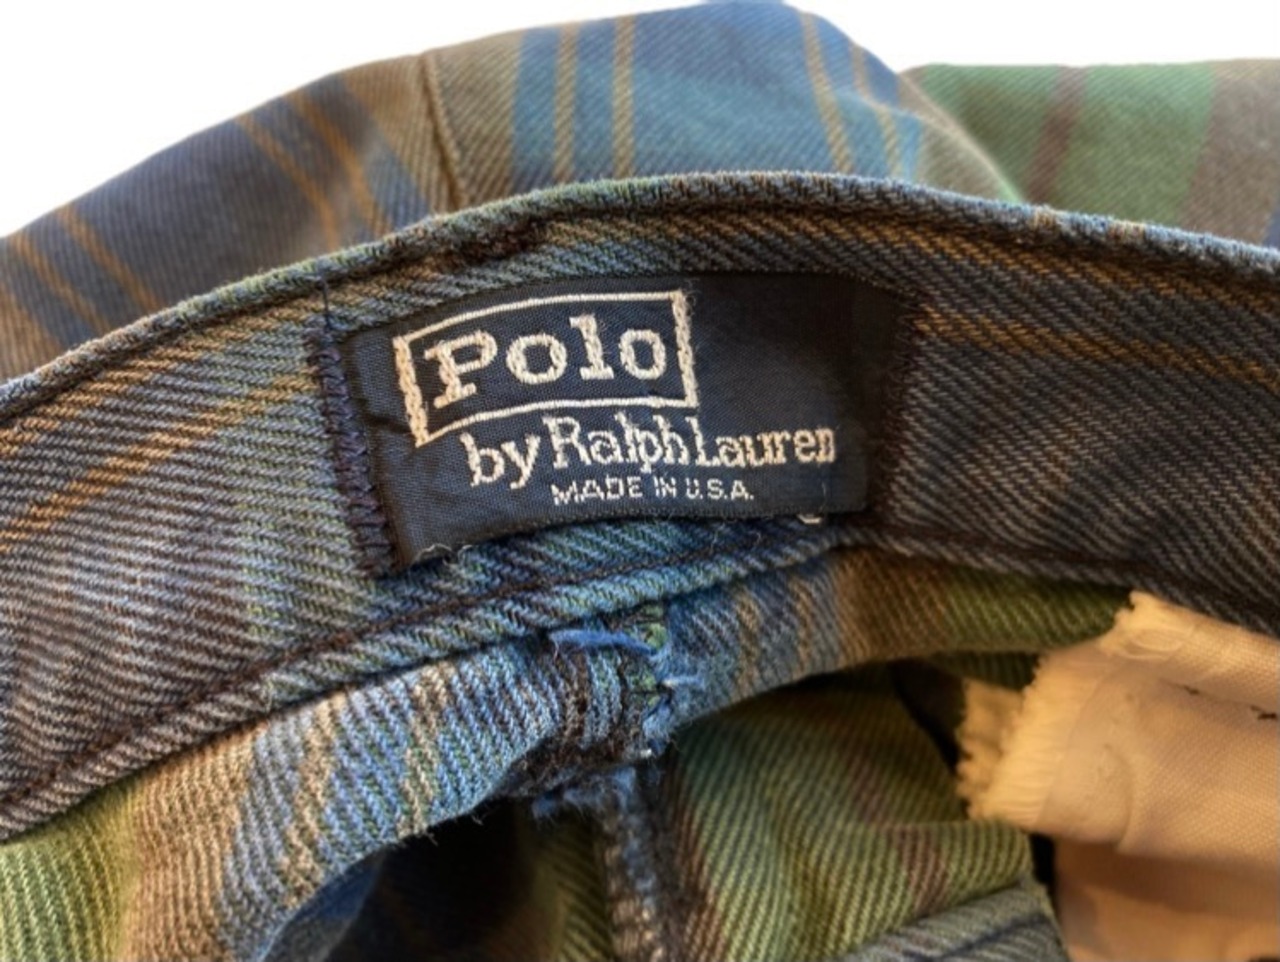 Polo
by Ralph Lauren
MADE IN U.S.A.